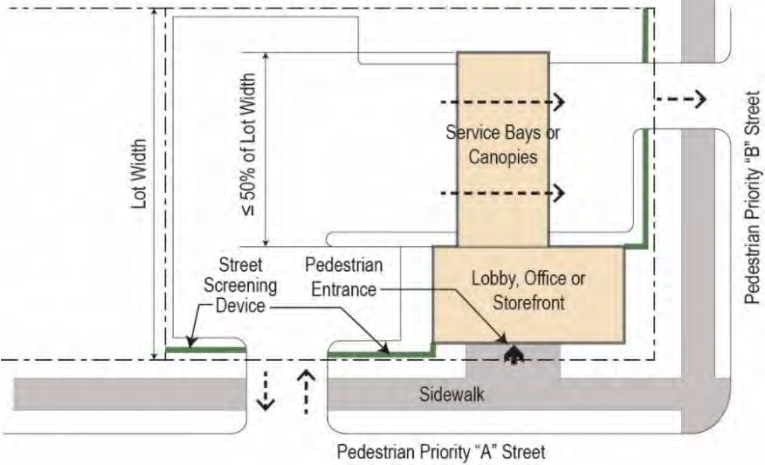 Lot Width
≤ 50% of Lot Width
Service Bays or
Canopies
Pedestrian Priority "B" Street
Street
Screening
Device
Pedestrian
Entrance
Lobby, Office or
Storefront
Sidewalk
Pedestrian Priority "A" Street